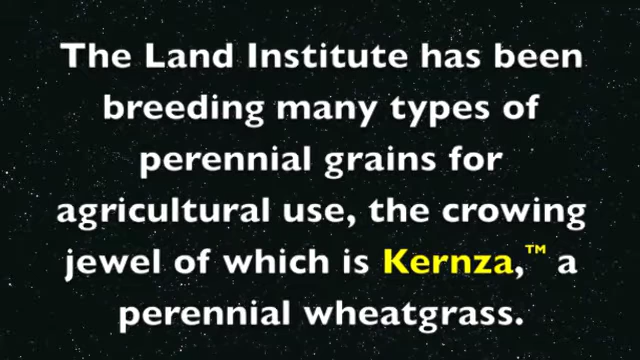 The Land Institute has been
breeding many types of
perennial grains for
agricultural use, the crowing
jewel of which is Kernza,™ a
perennial wheatgrass.